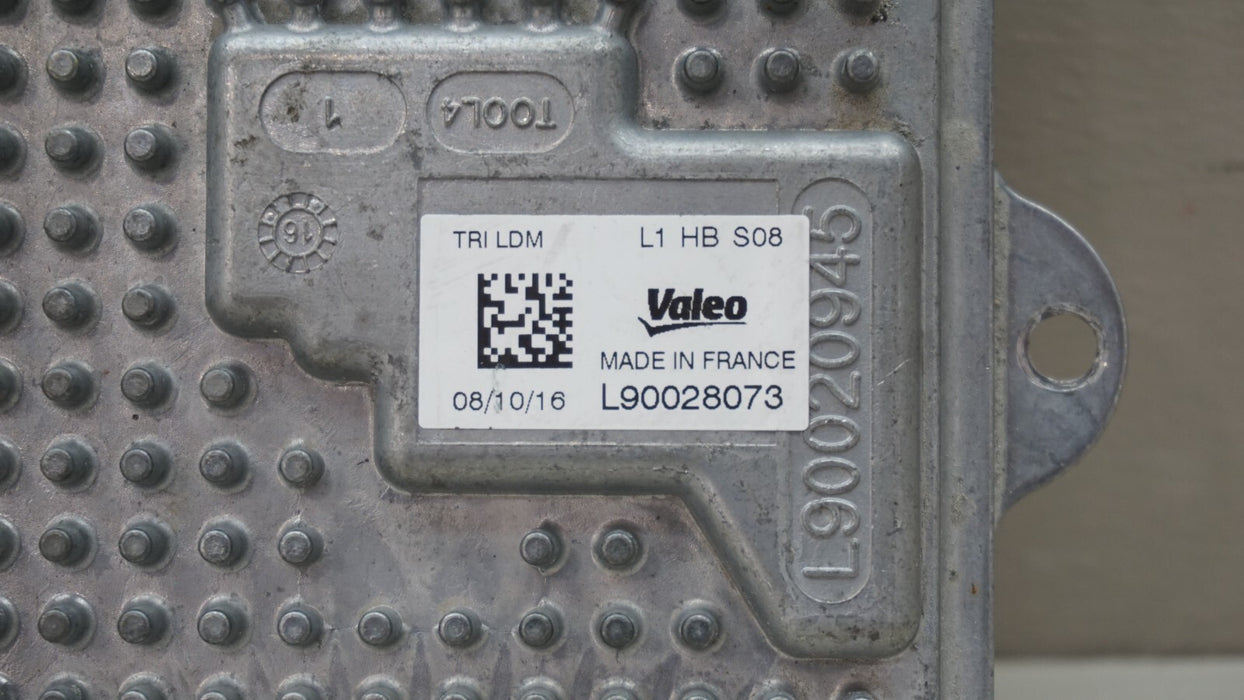 1
TOOL4
16
TRI LDM
L1 HB S08
Valeo
MADE IN FRANCE
08/10/16
L90028073
L90020945